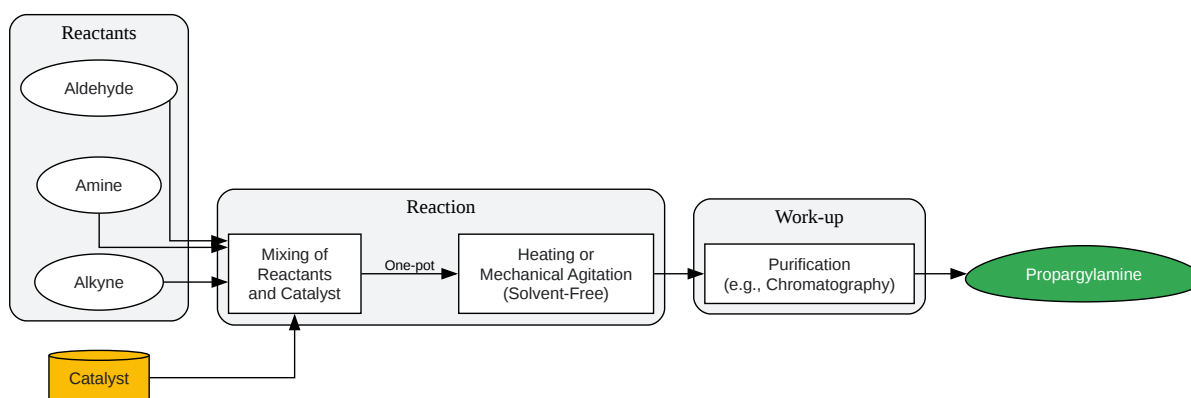 Reactants
Aldehyde
Amine
Alkyne
Catalyst
Reaction
Mixing of
Reactants
and Catalyst
One-pot
Heating or
Mechanical Agitation
(Solvent-Free)
Work-up
Purification
(e.g., Chromatography)
Propargylamine